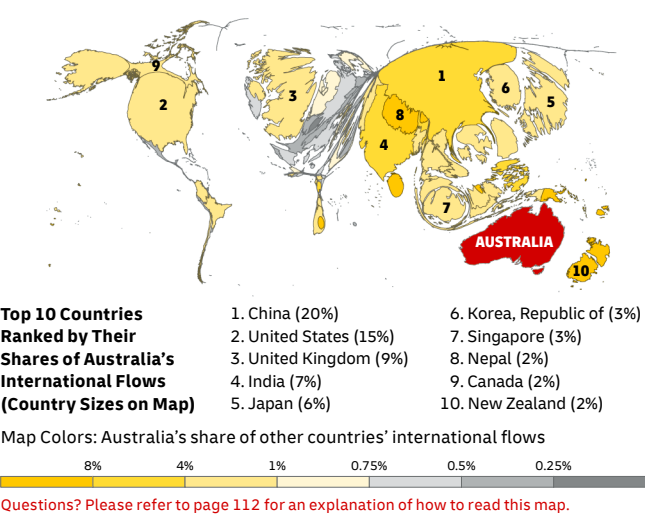 9
2
3
1
6
5
8
4
7
AUSTRALIA
10
Top 10 Countries
Ranked by Their
Shares of Australia's
International Flows
(Country Sizes on Map)
1. China (20%)
2. United States (15%)
3. United Kingdom (9%)
4. India (7%)
5. Japan (6%)
6. Korea, Republic of (3%)
7. Singapore (3%)
8. Nepal (2%)
9. Canada (2%)
10. New Zealand (2%)
Map Colors: Australia's share of other countries' international flows
8% 4% 1% 0.75% 0.5% 0.25%
Questions? Please refer to page 112 for an explanation of how to read this map.